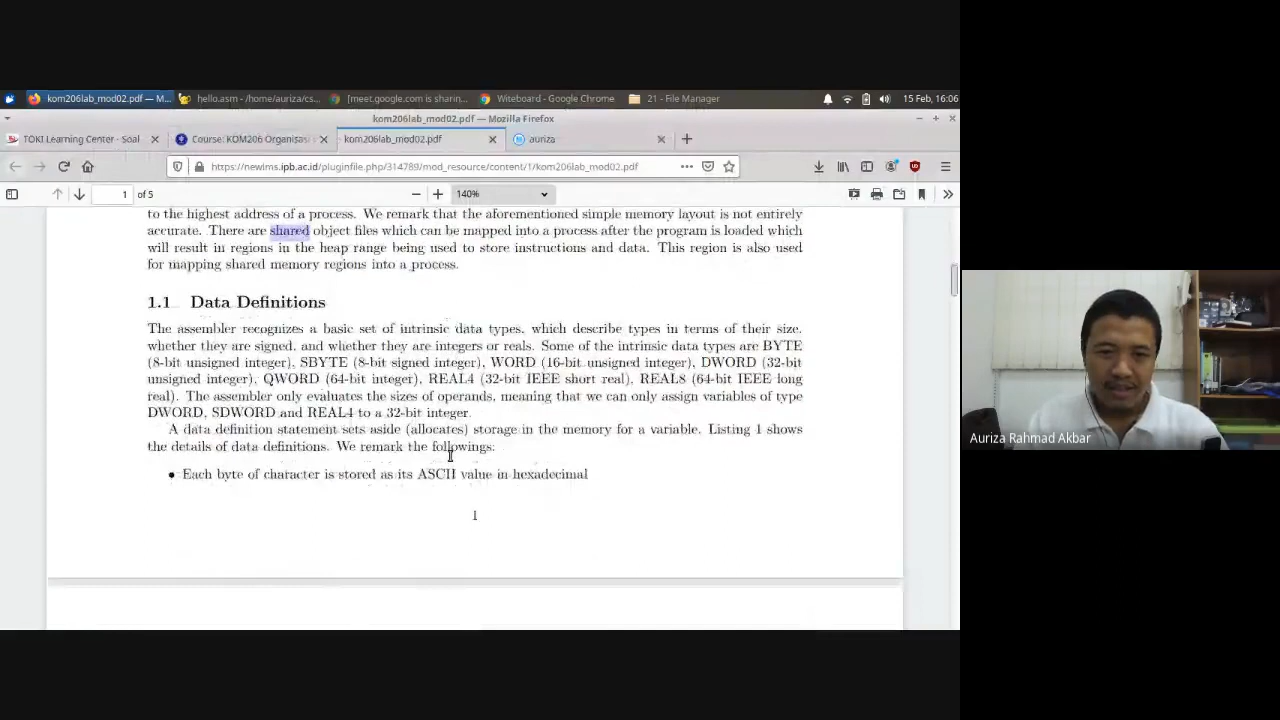 kom206lab_mod02.pdf — M...
hello.asm - /home/auriza/cs...
[meet.google.com is sharin...
Witeboard - Google Chrome
21 - File Manager
15 Feb, 16:06
kom206lab_mod02.pdf — Mozilla Firefox
TOKI Learning Center - Soal
Course: KOM206 Organisasi
kom206lab_mod02.pdf
auriza
https://newlms.ipb.ac.id/pluginfile.php/314789/mod_resource/content/1/kom206lab_mod02.pdf
1 of 5
140%
to the highest address of a process. We remark that the aforementioned simple memory layout is not entirely
accurate. There are shared object files which can be mapped into a process after the program is loaded which
will result in regions in the heap range being used to store instructions and data. This region is also used
for mapping shared memory regions into a process.
1.1 Data Definitions
The assembler recognizes a basic set of intrinsic data types, which describe types in terms of their size,
whether they are signed, and whether they are integers or reals. Some of the intrinsic data types are BYTE
(8-bit unsigned integer), SBYTE (8-bit signed integer), WORD (16-bit unsigned integer), DWORD (32-bit
unsigned integer), QWORD (64-bit integer), REAL4 (32-bit IEEE short real), REAL8 (64-bit IEEE long
real). The assembler only evaluates the sizes of operands, meaning that we can only assign variables of type
DWORD, SDWORD and REAL4 to a 32-bit integer.
A data definition statement sets aside (allocates) storage in the memory for a variable. Listing 1 shows
the details of data definitions. We remark the followings:
• Each byte of character is stored as its ASCII value in hexadecimal
1
Auriza Rahmad Akbar